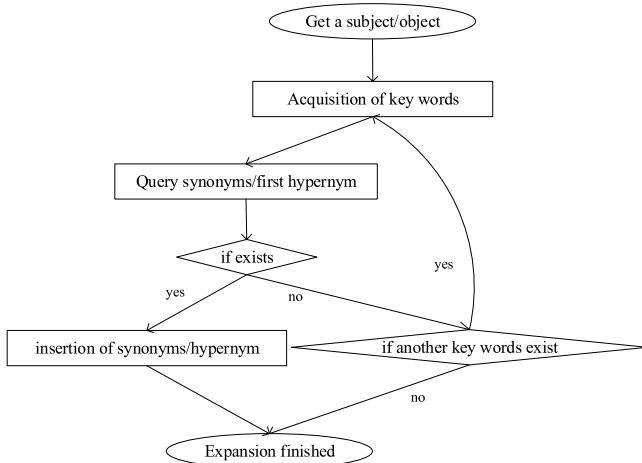 Get a subject/object
Acquisition of key words
Query synonyms/first hypernym
if exists
yes
yes
no
insertion of synonyms/hypernym
if another key words exist
no
Expansion finished